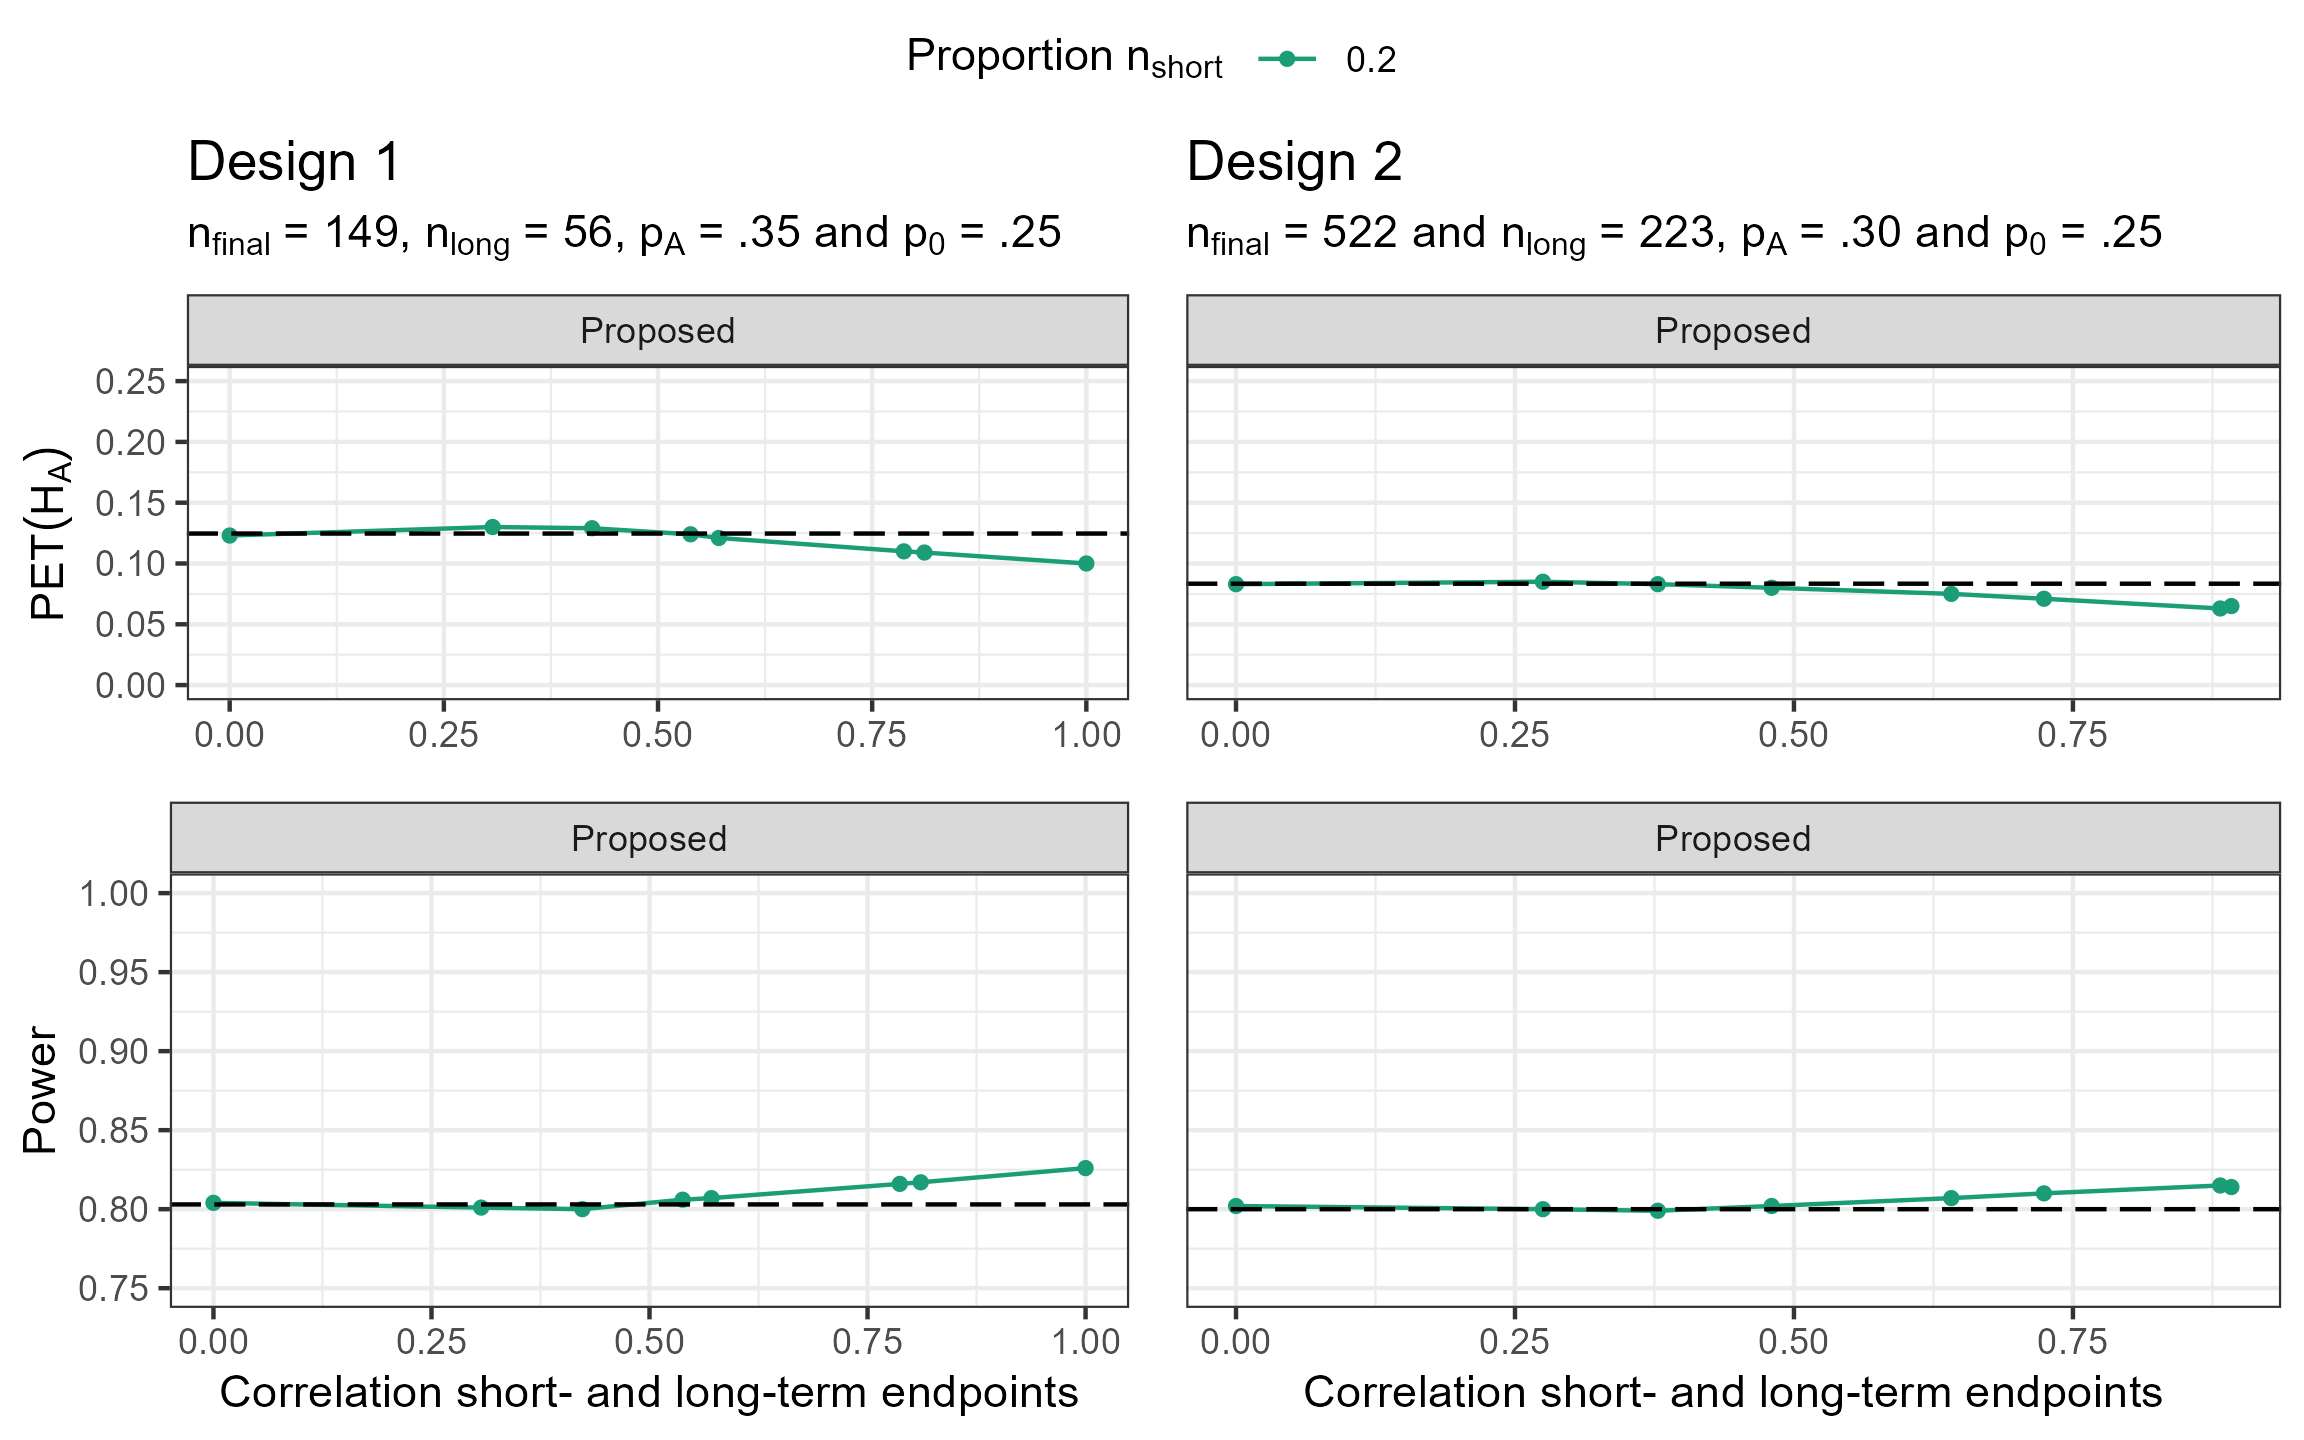 Proportion n_short 0.2
Design 1
n_final = 149, n_long = 56, p_A = .35 and p_0 = .25
Design 2
n_final = 522 and n_long = 223, p_A = .30 and p_0 = .25
Proposed
Proposed
PET(H_A)
0.25
0.20
0.15
0.10
0.05
0.00
0.00 0.25 0.50 0.75 1.00
0.00 0.25 0.50 0.75
Proposed
Proposed
Power
1.00
0.95
0.90
0.85
0.80
0.75
0.00 0.25 0.50 0.75 1.00
0.00 0.25 0.50 0.75
Correlation short- and long-term endpoints
Correlation short- and long-term endpoints